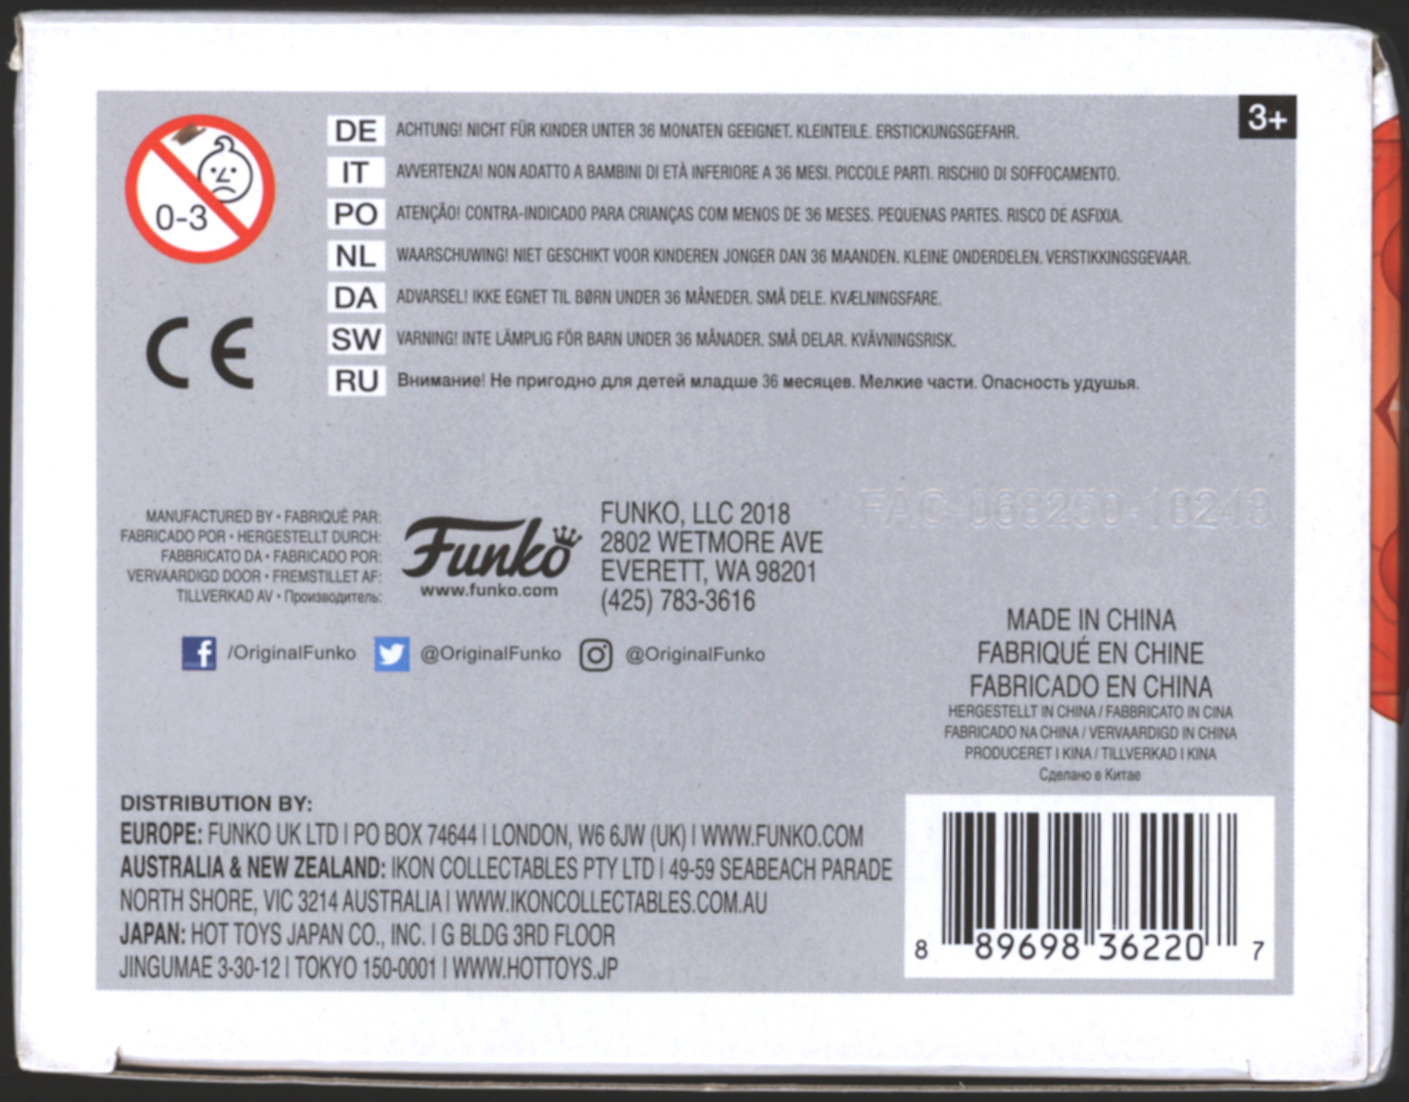 3+
0-3
DE ACHTUNG! NICHT FÜR KINDER UNTER 36 MONATEN GEEIGNET. KLEINTEILE. ERSTICKUNGSGEFAHR.
IT AVVERTENZA! NON ADATTO A BAMBINI DI ETÀ INFERIORE A 36 MESI. PICCOLE PARTI. RISCHIO DI SOFFOCAMENTO.
PO ATENÇÃO! CONTRA-INDICADO PARA CRIANÇAS COM MENOS DE 36 MESES. PEQUENAS PARTES. RISCO DE ASFIXIA.
NL WAARSCHUWING! NIET GESCHIKT VOOR KINDEREN JONGER DAN 36 MAANDEN. KLEINE ONDERDELEN. VERSTIKKINGSGEVAAR.
DA ADVARSEL! IKKE EGNET TIL BØRN UNDER 36 MÅNEDER. SMÅ DELE. KVÆLNINGSFARE.
SW VARNING! INTE LÄMPLIG FÖR BARN UNDER 36 MÅNADER. SMÅ DELAR. KVÄVNINGSRISK.
RU Внимание! Не пригодно для детей младше 36 месяцев. Мелкие части. Опасность удушья.
CE
FAC-068250-18248
MANUFACTURED BY • FABRIQUÉ PAR:
FABRICADO POR • HERGESTELLT DURCH:
FABBRICATO DA • FABRICADO POR:
VERVAARDIGD DOOR • FREMSTILLET AF:
TILLVERKAD AV • Производитель:
Funko
www.funko.com
FUNKO, LLC 2018
2802 WETMORE AVE
EVERETT, WA 98201
(425) 783-3616
/OriginalFunko @OriginalFunko @OriginalFunko
MADE IN CHINA
FABRIQUÉ EN CHINE
FABRICADO EN CHINA
HERGESTELLT IN CHINA / FABBRICATO IN CINA
FABRICADO NA CHINA / VERVAARDIGD IN CHINA
PRODUCERET I KINA / TILLVERKAD I KINA
Сделано в Китае
DISTRIBUTION BY:
EUROPE: FUNKO UK LTD | PO BOX 74644 | LONDON, W6 6JW (UK) | WWW.FUNKO.COM
AUSTRALIA & NEW ZEALAND: IKON COLLECTABLES PTY LTD | 49-59 SEABEACH PARADE
NORTH SHORE, VIC 3214 AUSTRALIA | WWW.IKONCOLLECTABLES.COM.AU
JAPAN: HOT TOYS JAPAN CO., INC. | G BLDG 3RD FLOOR
JINGUMAE 3-30-12 | TOKYO 150-0001 | WWW.HOTTOYS.JP
8 89698 36220 7